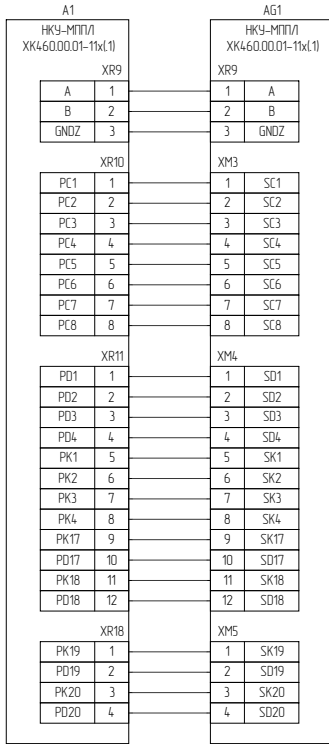 A1 AG1
НКУ-МППЛ НКУ-МППЛ
ХК460.00.01-11х(.1) ХК460.00.01-11х(.1)
XR9 XR9
A 1 1 A
B 2 2 B
GNDZ 3 3 GNDZ
XR10 XM3
PC1 1 1 SC1
PC2 2 2 SC2
PC3 3 3 SC3
PC4 4 4 SC4
PC5 5 5 SC5
PC6 6 6 SC6
PC7 7 7 SC7
PC8 8 8 SC8
XR11 XM4
PD1 1 1 SD1
PD2 2 2 SD2
PD3 3 3 SD3
PD4 4 4 SD4
PK1 5 5 SK1
PK2 6 6 SK2
PK3 7 7 SK3
PK4 8 8 SK4
PK17 9 9 SK17
PD17 10 10 SD17
PK18 11 11 SK18
PD18 12 12 SD18
XR18 XM5
PK19 1 1 SK19
PD19 2 2 SD19
PK20 3 3 SK20
PD20 4 4 SD20